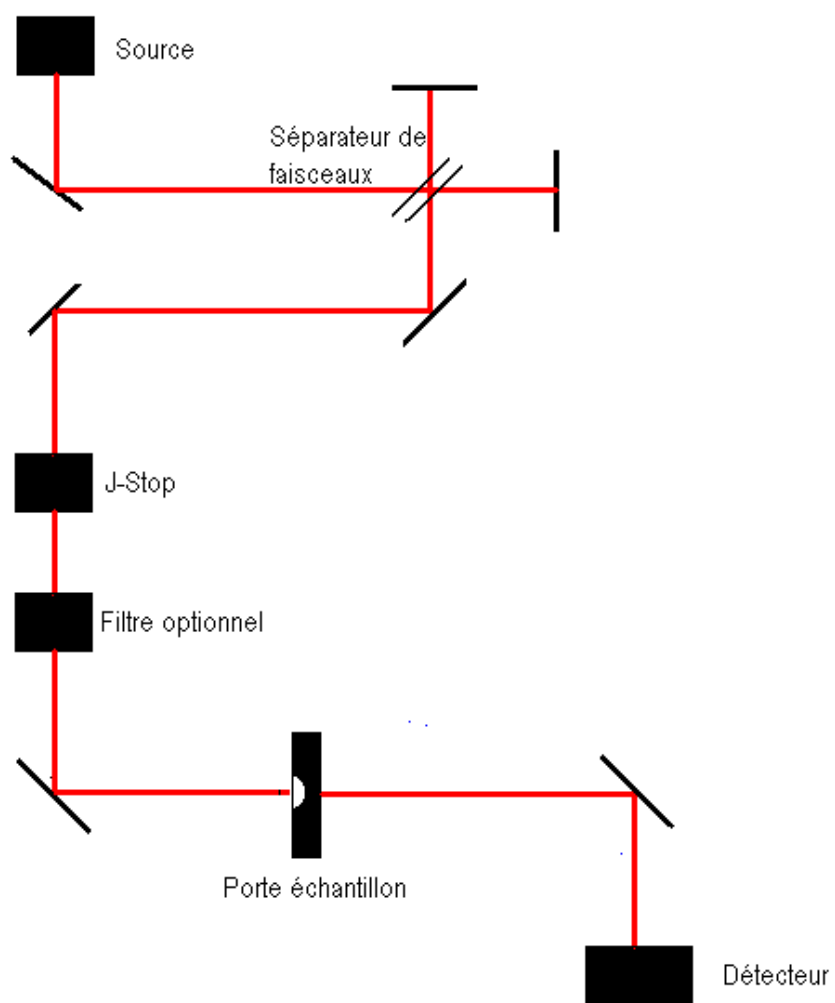 Source
Séparateur de
faisceaux
J-Stop
Filtre optionnel
Porte échantillon
Détecteur